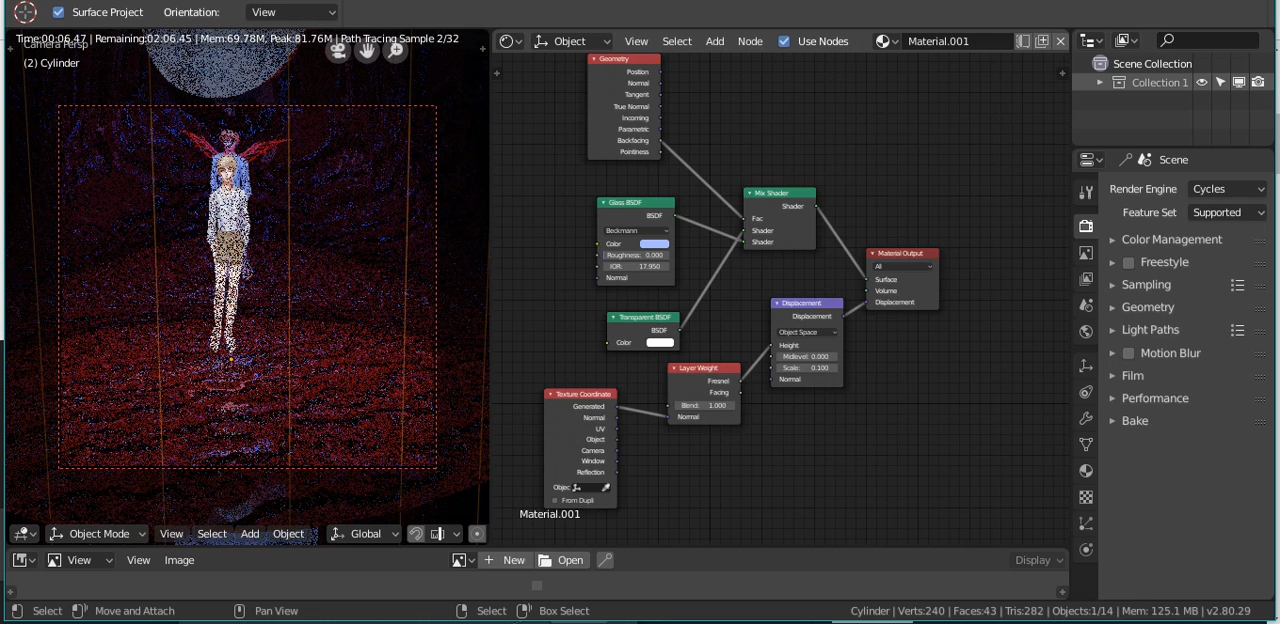 Surface Project Orientation: View
Time:00:06.47 | Remaining:02:06.45 | Mem:69.78M, Peak:81.76M | Path Tracing Sample 2/32
Camera Persp
(2) Cylinder
Object View Select Add Node Use Nodes Material.001
Geometry
Position
Normal
Tangent
True Normal
Incoming
Parametric
Backfacing
Pointiness
Glass BSDF
BSDF
Beckmann
Color
Roughness: 0.000
IOR: 17.950
Normal
Transparent BSDF
BSDF
Color
Mix Shader
Shader
Fac
Shader
Shader
Material Output
All
Surface
Volume
Displacement
Displacement
Displacement
Object Space
Height
Midlevel: 0.000
Scale: 0.100
Normal
Layer Weight
Fresnel
Facing
Blend: 1.000
Normal
Texture Coordinate
Generated
Normal
UV
Object
Camera
Window
Reflection
Objec
From Dupli
Material.001
Scene Collection
Collection 1
Scene
Render Engine Cycles
Feature Set Supported
Color Management
Freestyle
Sampling
Geometry
Light Paths
Motion Blur
Film
Performance
Bake
Object Mode View Select Add Object Global
View View Image New Open Display
Select Move and Attach Pan View Select Box Select Cylinder | Verts:240 | Faces:43 | Tris:282 | Objects:1/14 | Mem: 125.1 MB | v2.80.29